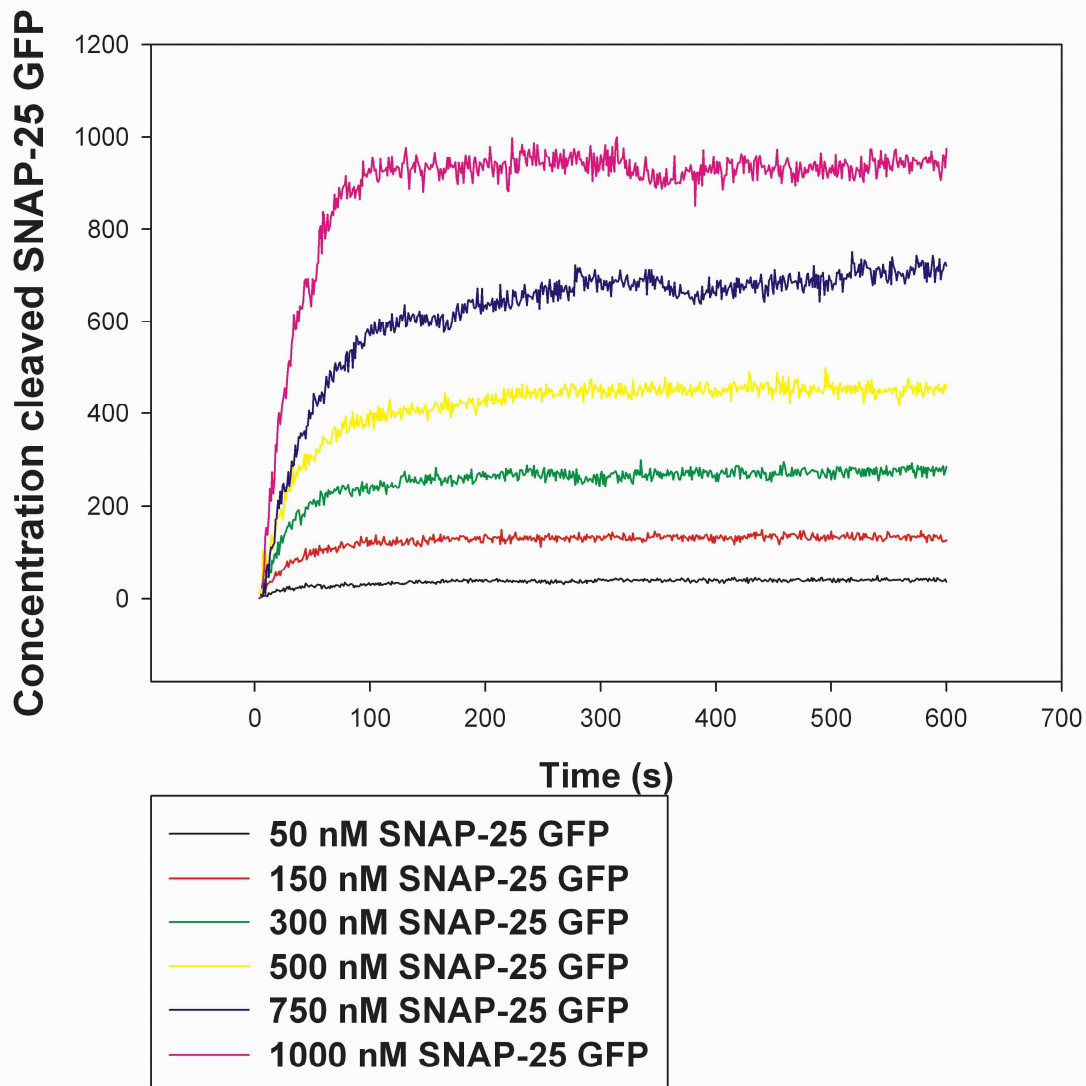 Concentration cleaved SNAP-25 GFP
1200
1000
800
600
400
200
0
0 100 200 300 400 500 600 700
Time (s)
50 nM SNAP-25 GFP
150 nM SNAP-25 GFP
300 nM SNAP-25 GFP
500 nM SNAP-25 GFP
750 nM SNAP-25 GFP
1000 nM SNAP-25 GFP